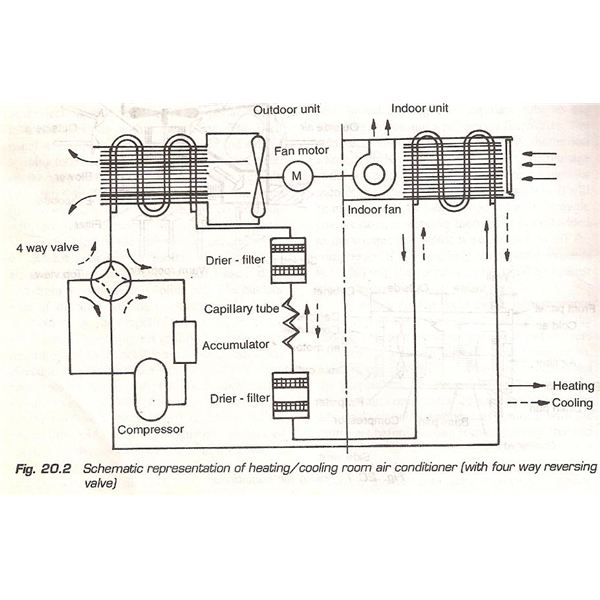 Outdoor unit
Indoor unit
Fan motor
M
Indoor fan
4 way valve
Drier - filter
Capillary tube
Accumulator
Drier - filter
Compressor
Heating
Cooling
Fig. 20.2 Schematic representation of heating/cooling room air conditioner (with four way reversing
valve)